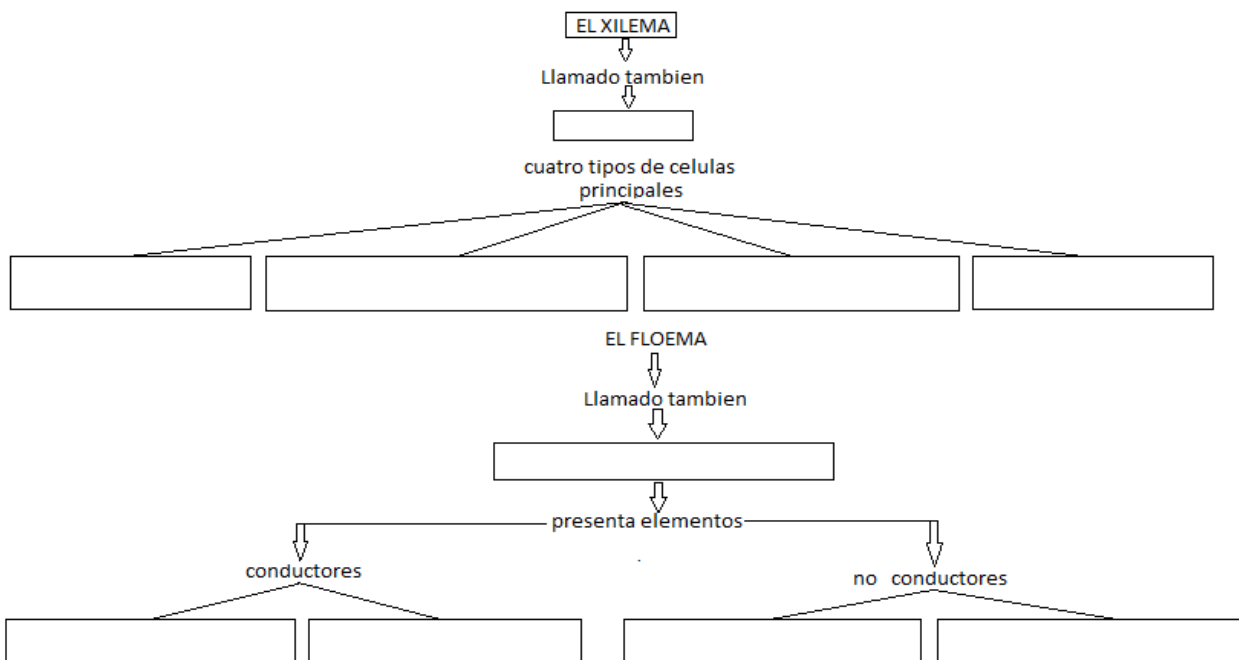 EL XILEMA
Llamado tambien
cuatro tipos de celulas
principales
EL FLOEMA
Llamado tambien
presenta elementos
conductores
no conductores